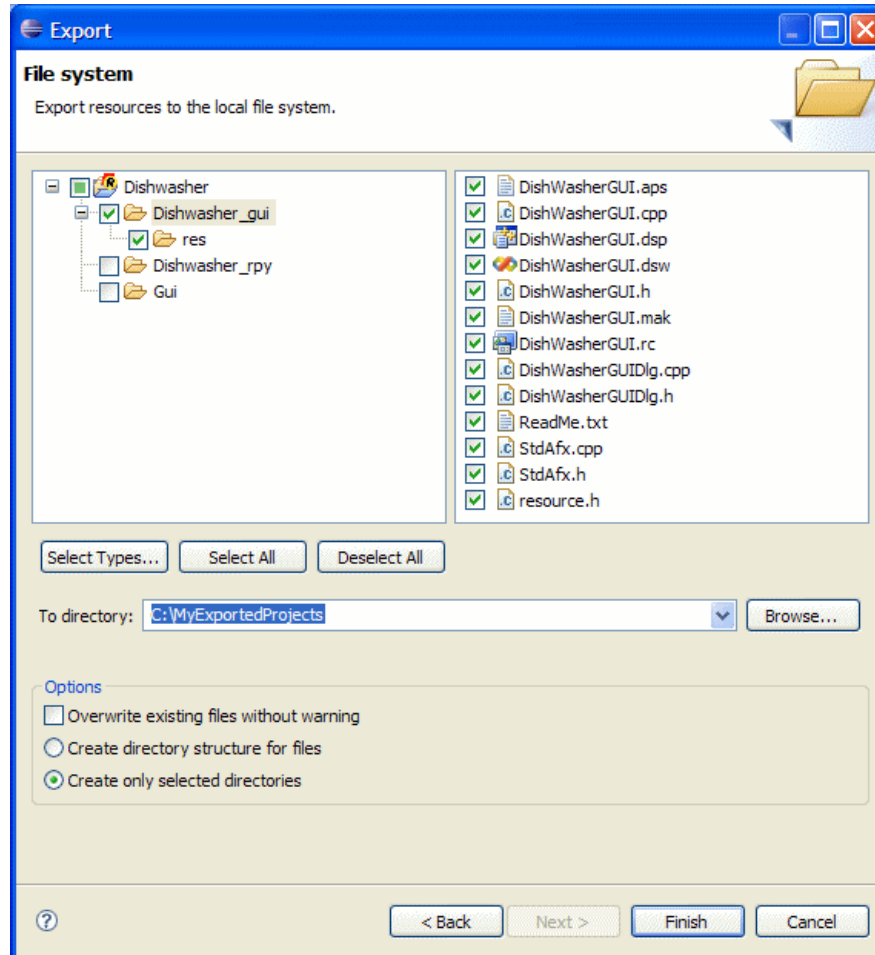 Export
File system
Export resources to the local file system.
Dishwasher
Dishwasher_gui
res
Dishwasher_rpy
Gui
DishWasherGUI.aps
DishWasherGUI.cpp
DishWasherGUI.dsp
DishWasherGUI.dsw
DishWasherGUI.h
DishWasherGUI.mak
DishWasherGUI.rc
DishWasherGUIDlg.cpp
DishWasherGUIDlg.h
ReadMe.txt
StdAfx.cpp
StdAfx.h
resource.h
Select Types... Select All Deselect All
To directory: C:\MyExportedProjects Browse...
Options
Overwrite existing files without warning
Create directory structure for files
Create only selected directories
< Back Next > Finish Cancel